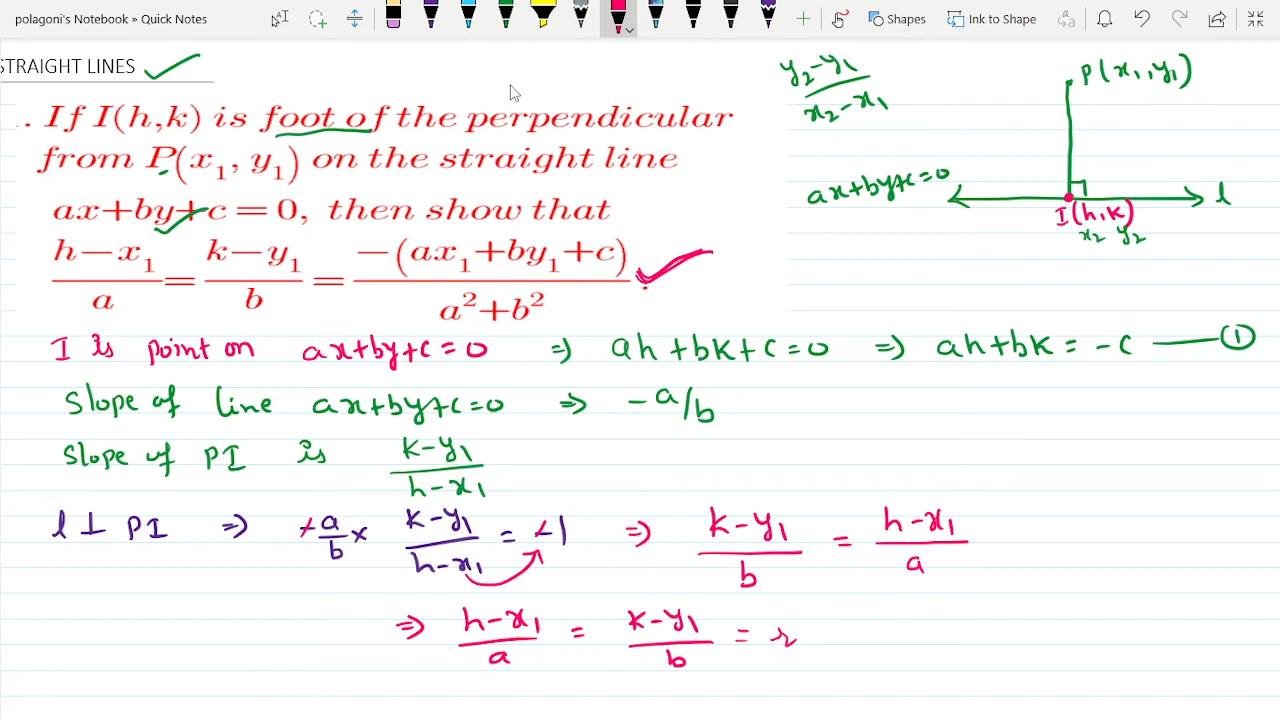 polagoni's Notebook » Quick Notes
Shapes Ink to Shape
STRAIGHT LINES
. If I(h,k) is foot of the perpendicular
from P(x₁, y₁) on the straight line
ax+by+c=0, then show that
(h−x₁)/a = (k−y₁)/b = −(ax₁+by₁+c)/(a²+b²).
(y₂−y₁)/(x₂−x₁)
P(x₁,y₁)
ax+by+c=0
l
I(h,k)
x₂ y₂
I is point on ax+by+c=0 ⇒ ah+bk+c=0 ⇒ ah+bk=-c —— ①
Slope of line ax+by+c=0 ⇒ -a/b
Slope of PI is (k−y₁)/(h−x₁)
l ⊥ PI ⇒ -a/b × (k−y₁)/(h−x₁) = -1 ⇒ (k−y₁)/b = (h−x₁)/a
⇒ (h−x₁)/a = (k−y₁)/b = r